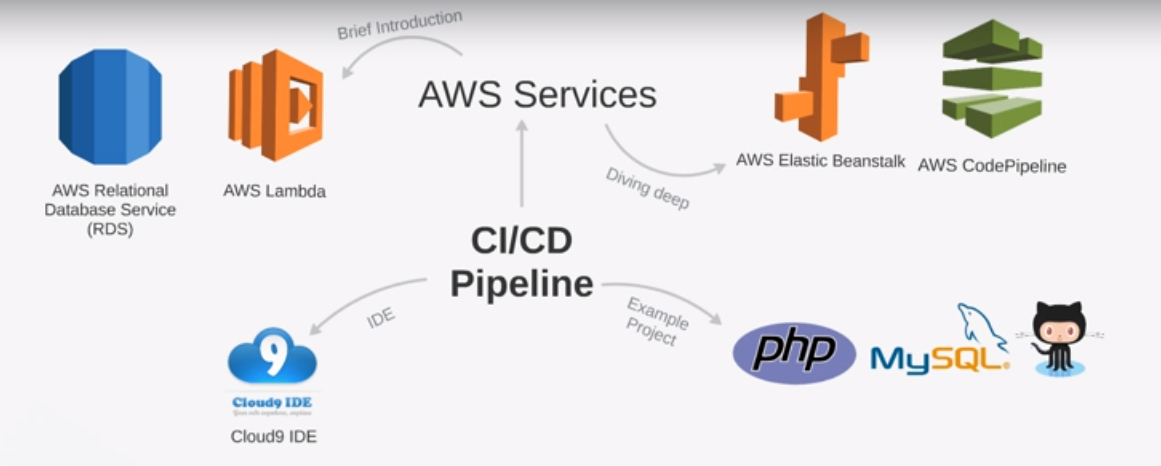 Brief Introduction
AWS Services
AWS Relational
Database Service
(RDS)
AWS Lambda
AWS Elastic Beanstalk
AWS CodePipeline
Diving deep
CI/CD
Pipeline
IDE
Example
Project
9
Cloud9 IDE
Cloud9 IDE
php
MySQL